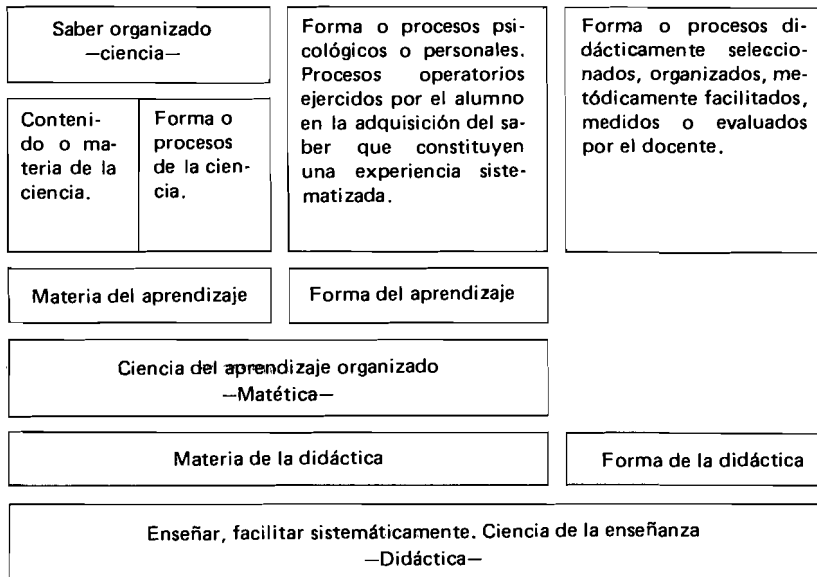 Saber organizado
—ciencia—
Conteni-
do o ma-
teria de la
ciencia.
Forma o
procesos
de la cien-
cia.
Forma o procesos psi-
cológicos o personales.
Procesos operatorios
ejercidos por el alumno
en la adquisición del sa-
ber que constituyen
una experiencia siste-
matizada.
Forma o procesos di-
dácticamente seleccio-
nados, organizados, me-
tódicamente facilitados,
medidos o evaluados
por el docente.
Materia del aprendizaje
Forma del aprendizaje
Ciencia del aprendizaje organizado
—Matética—
Materia de la didáctica
Forma de la didáctica
Enseñar, facilitar sistemáticamente. Ciencia de la enseñanza
—Didáctica—